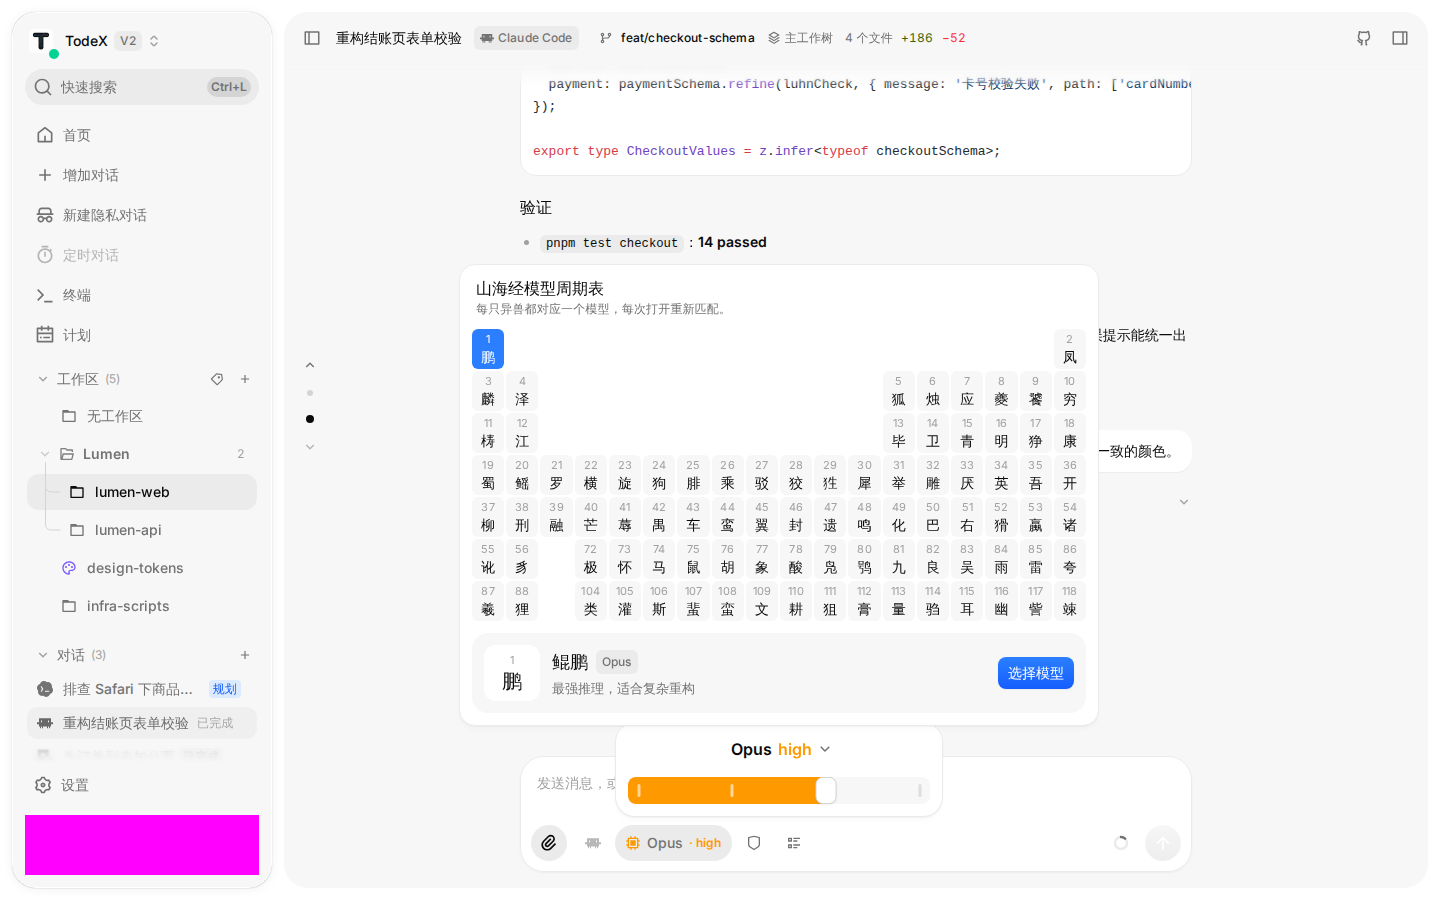 TodeX V2
快速搜索 Ctrl+L
首页
增加对话
新建隐私对话
定时对话
终端
计划
工作区 (5)
无工作区
Lumen 2
lumen-web
lumen-api
design-tokens
infra-scripts
对话 (3)
排查 Safari 下商品... 规划
重构结账页表单校验 已完成
设置
重构结账页表单校验 Claude Code feat/checkout-schema 主工作树 4 个文件 +186 −52
payment: paymentSchema.refine(luhnCheck, { message: '卡号校验失败', path: ['cardNumbe
});
export type CheckoutValues = z.infer<typeof checkoutSchema>;
验证
pnpm test checkout : 14 passed
提示能统一出
一致的颜色。
山海经模型周期表
每只异兽都对应一个模型，每次打开重新匹配。
1 鹏 2 凤
3 麟 4 泽 5 狐 6 烛 7 应 8 夔 9 饕 10 穷
11 梼 12 江 13 毕 14 卫 15 青 16 明 17 狰 18 康
19 蜀 20 鳐 21 罗 22 横 23 旋 24 狗 25 腓 26 乘 27 驳 28 狡 29 狌 30 犀 31 举 32 雕 33 厌 34 英 35 吾 36 开
37 柳 38 刑 39 融 40 芒 41 蓐 42 禺 43 车 44 鸾 45 翼 46 封 47 遗 48 鸣 49 化 50 巴 51 右 52 猾 53 蠃 54 诸
55 讹 56 豸 72 极 73 怀 74 马 75 鼠 76 胡 77 象 78 酸 79 凫 80 鸮 81 九 82 良 83 吴 84 雨 85 雷 86 夸
87 羲 88 狸 104 类 105 灌 106 斯 107 蜚 108 蛮 109 文 110 耕 111 狙 112 膏 113 量 114 驺 115 耳 116 幽 117 訾 118 竦
1 鹏
鲲鹏 Opus
最强推理，适合复杂重构
选择模型
Opus high
发送消息，或
Opus · high